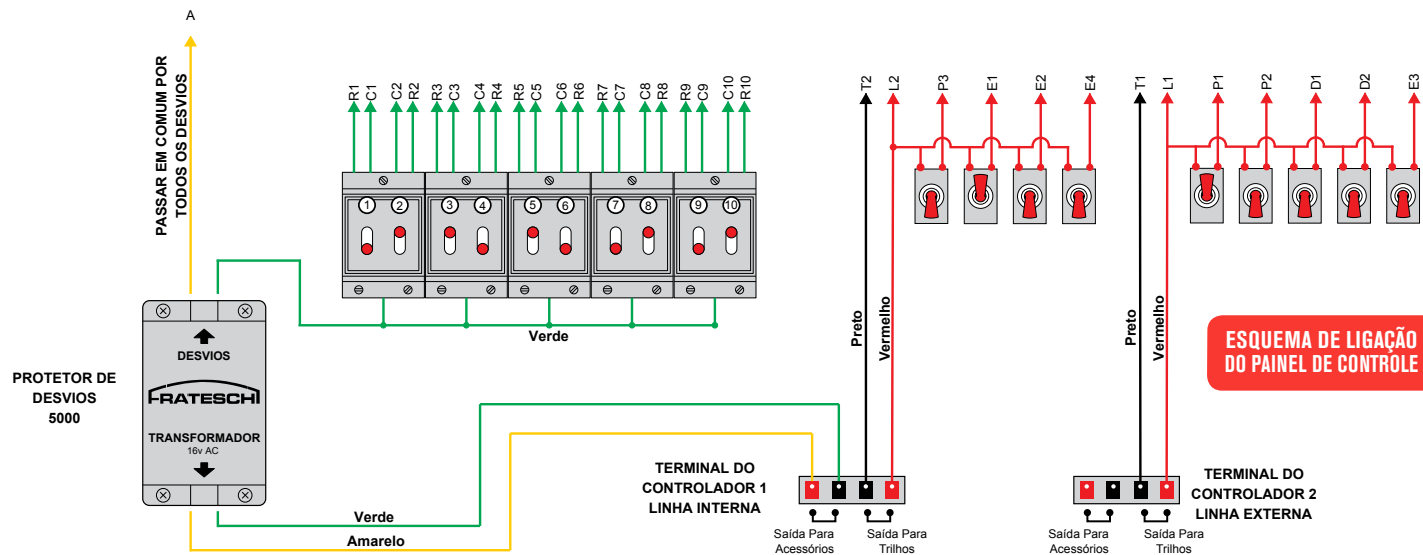 A
PASSAR EM COMUM POR
TODOS OS DESVIOS
R1 C1 C2 R2 R3 C3 C4 R4 R5 C5 C6 R6 R7 C7 C8 R8 R9 C9 C10 R10
T2 L2 P3 E1 E2 E4
T1 L1 P1 P2 D1 D2 E3
1 2 3 4 5 6 7 8 9 10
Verde
Preto
Vermelho
Preto
Vermelho
ESQUEMA DE LIGAÇÃO
DO PAINEL DE CONTROLE
PROTETOR DE
DESVIOS
5000
DESVIOS
FRATESCHI
TRANSFORMADOR
16v AC
Verde
Amarelo
TERMINAL DO
CONTROLADOR 1
LINHA INTERNA
Saída Para
Acessórios
Saída Para
Trilhos
TERMINAL DO
CONTROLADOR 2
LINHA EXTERNA
Saída Para
Acessórios
Saída Para
Trilhos